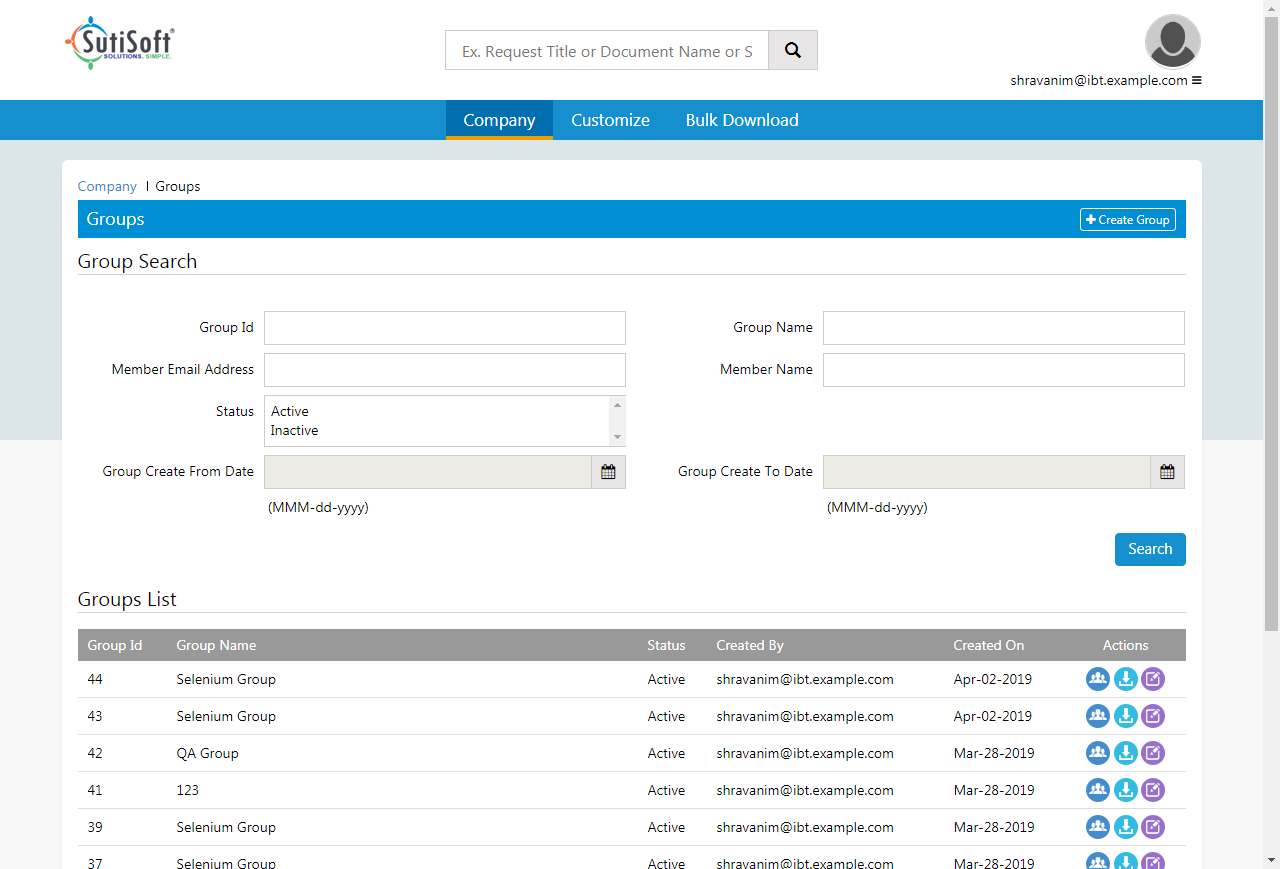 SutiSoft®
SOLUTIONS. SIMPLE.
Ex. Request Title or Document Name or S
shravanim@ibt.example.com
Company Customize Bulk Download
Company | Groups
Groups Create Group
Group Search
Group Id Group Name
Member Email Address Member Name
Status Active
Inactive
Group Create From Date Group Create To Date
(MMM-dd-yyyy) (MMM-dd-yyyy)
Search
Groups List
Group Id Group Name Status Created By Created On Actions
44 Selenium Group Active shravanim@ibt.example.com Apr-02-2019
43 Selenium Group Active shravanim@ibt.example.com Apr-02-2019
42 QA Group Active shravanim@ibt.example.com Mar-28-2019
41 123 Active shravanim@ibt.example.com Mar-28-2019
39 Selenium Group Active shravanim@ibt.example.com Mar-28-2019
37 Selenium Group Active shravanim@ibt.example.com Mar-28-2019